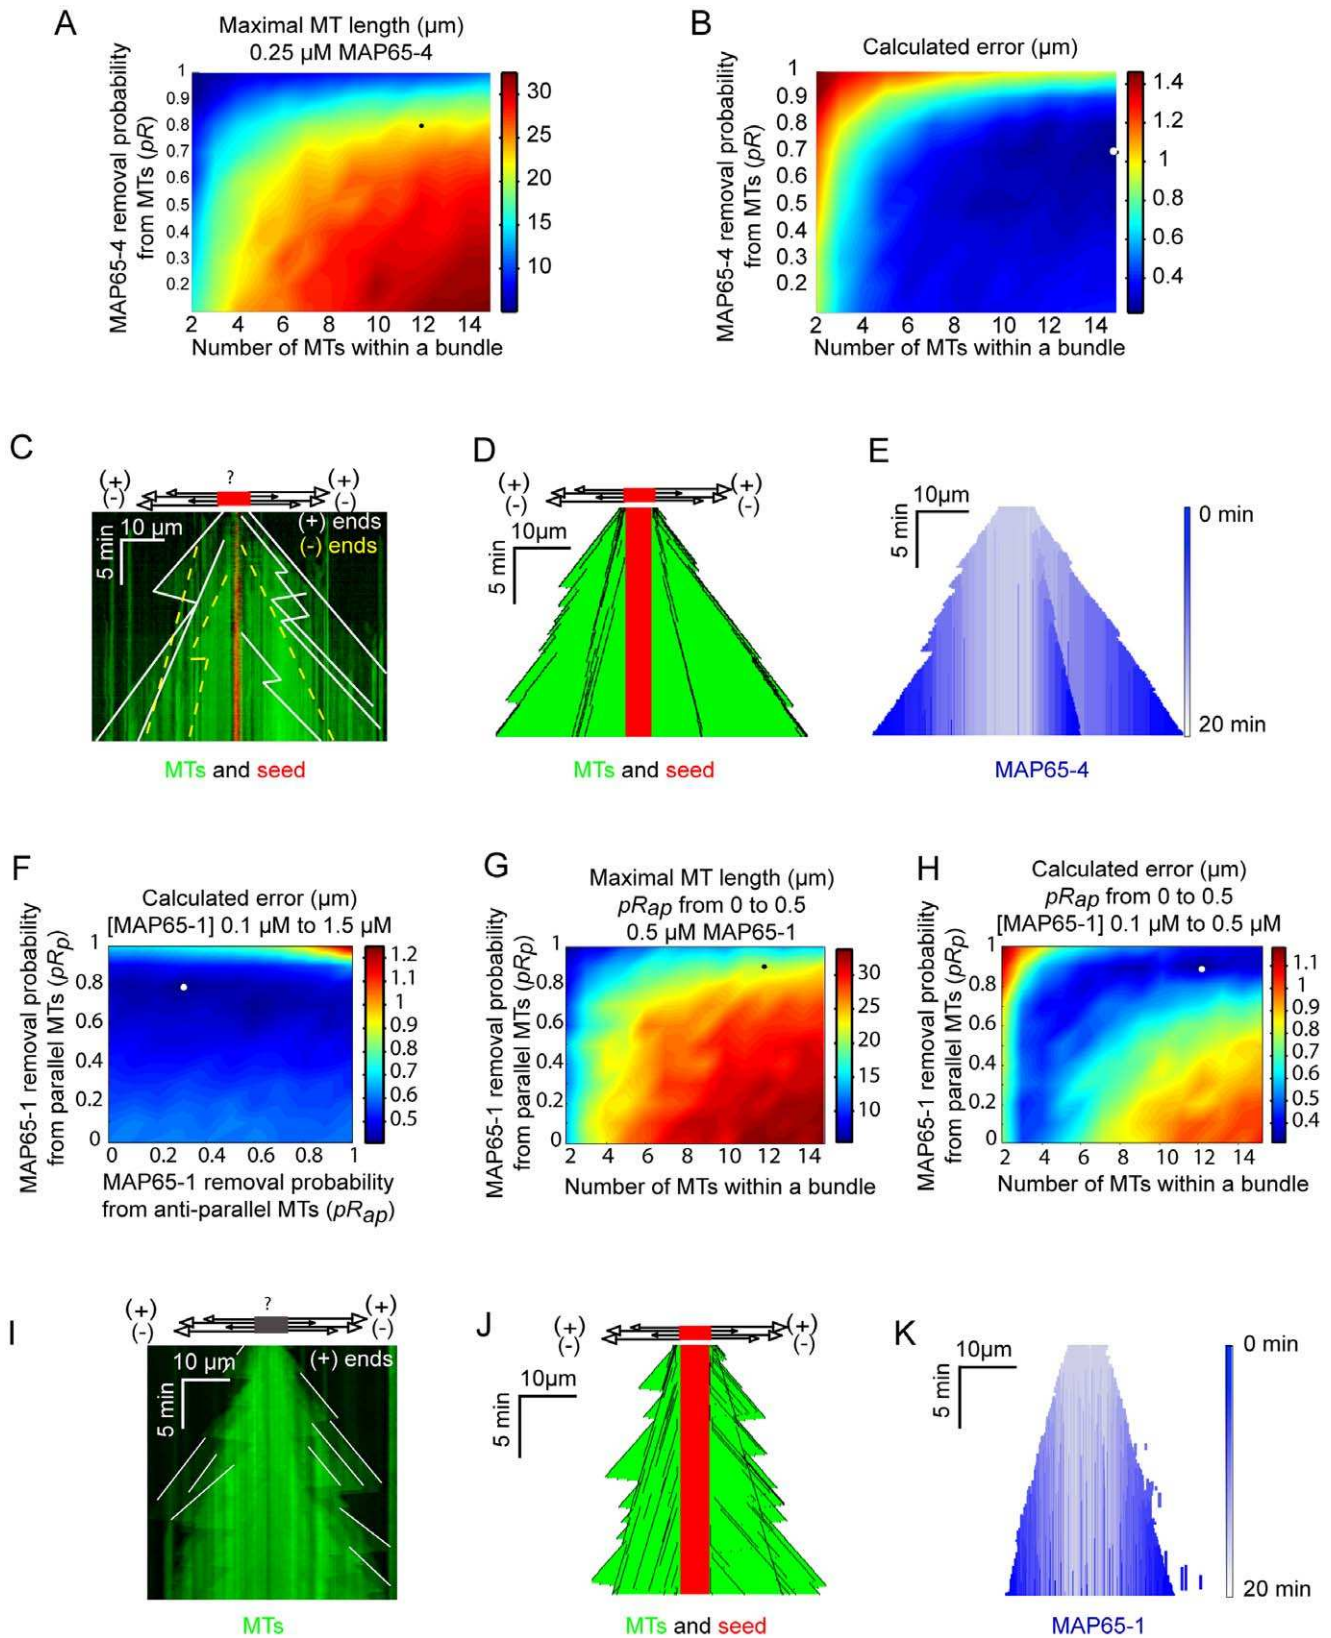 A
Maximal MT length (µm)
0.25 µM MAP65-4
MAP65-4 removal probability
from MTs (pR)
1
0.9
0.8
0.7
0.6
0.5
0.4
0.3
0.2
2 4 6 8 10 12 14
Number of MTs within a bundle
30
25
20
15
10
B
Calculated error (µm)
MAP65-4 removal probability
from MTs (pR)
1
0.9
0.8
0.7
0.6
0.5
0.4
0.3
0.2
2 4 6 8 10 12 14
Number of MTs within a bundle
1.4
1.2
1
0.8
0.6
0.4
C
?
(+) (+)
(-) (-)
10 µm
5 min
(+) ends
(-) ends
MTs and seed
D
(+) (+)
(-) (-)
10µm
5 min
MTs and seed
E
10µm
5 min
0 min
20 min
MAP65-4
F
Calculated error (µm)
[MAP65-1] 0.1 µM to 1.5 µM
MAP65-1 removal probability
from parallel MTs (pRp)
1
0.8
0.6
0.4
0.2
0
0 0.2 0.4 0.6 0.8 1
MAP65-1 removal probability
from anti-parallel MTs (pRap)
1.2
1.1
1
0.9
0.8
0.7
0.6
0.5
G
Maximal MT length (µm)
pRap from 0 to 0.5
0.5 µM MAP65-1
MAP65-1 removal probability
from parallel MTs (pRp)
1
0.8
0.6
0.4
0.2
0
2 4 6 8 10 12 14
Number of MTs within a bundle
30
25
20
15
10
H
Calculated error (µm)
pRap from 0 to 0.5
[MAP65-1] 0.1 µM to 0.5 µM
MAP65-1 removal probability
from parallel MTs (pRp)
1
0.8
0.6
0.4
0.2
0
2 4 6 8 10 12 14
Number of MTs within a bundle
1.1
1
0.9
0.8
0.7
0.6
0.5
0.4
I
?
(+) (+)
(-) (-)
10 µm
5 min
(+) ends
MTs
J
(+) (+)
(-) (-)
10µm
5 min
MTs and seed
K
10µm
5 min
0 min
20 min
MAP65-1